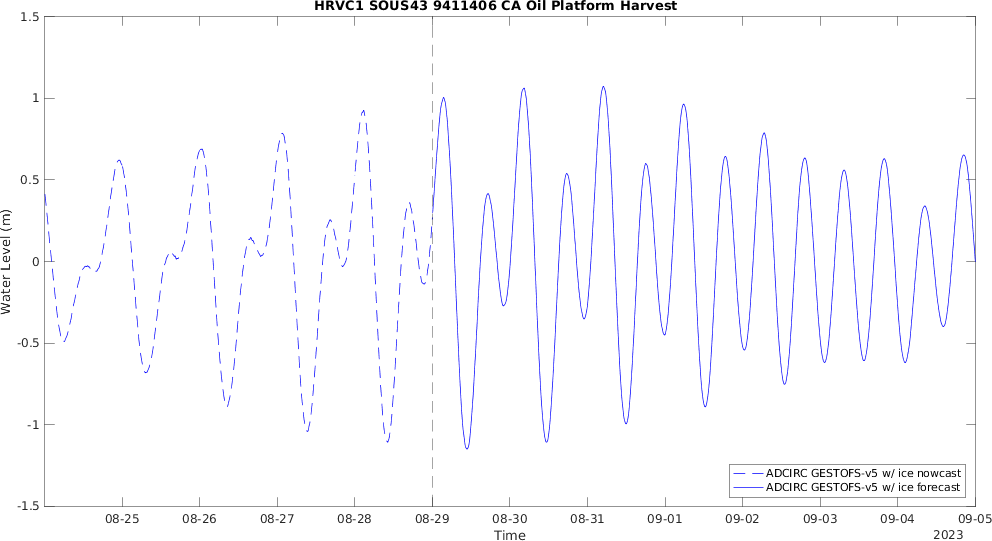 HRVC1 SOUS43 9411406 CA Oil Platform Harvest
1.5
1
0.5
0
-0.5
-1
-1.5
Water Level (m)
ADCIRC GESTOFS-v5 w/ ice nowcast
ADCIRC GESTOFS-v5 w/ ice forecast
08-25 08-26 08-27 08-28 08-29 08-30 08-31 09-01 09-02 09-03 09-04 09-05
Time
2023